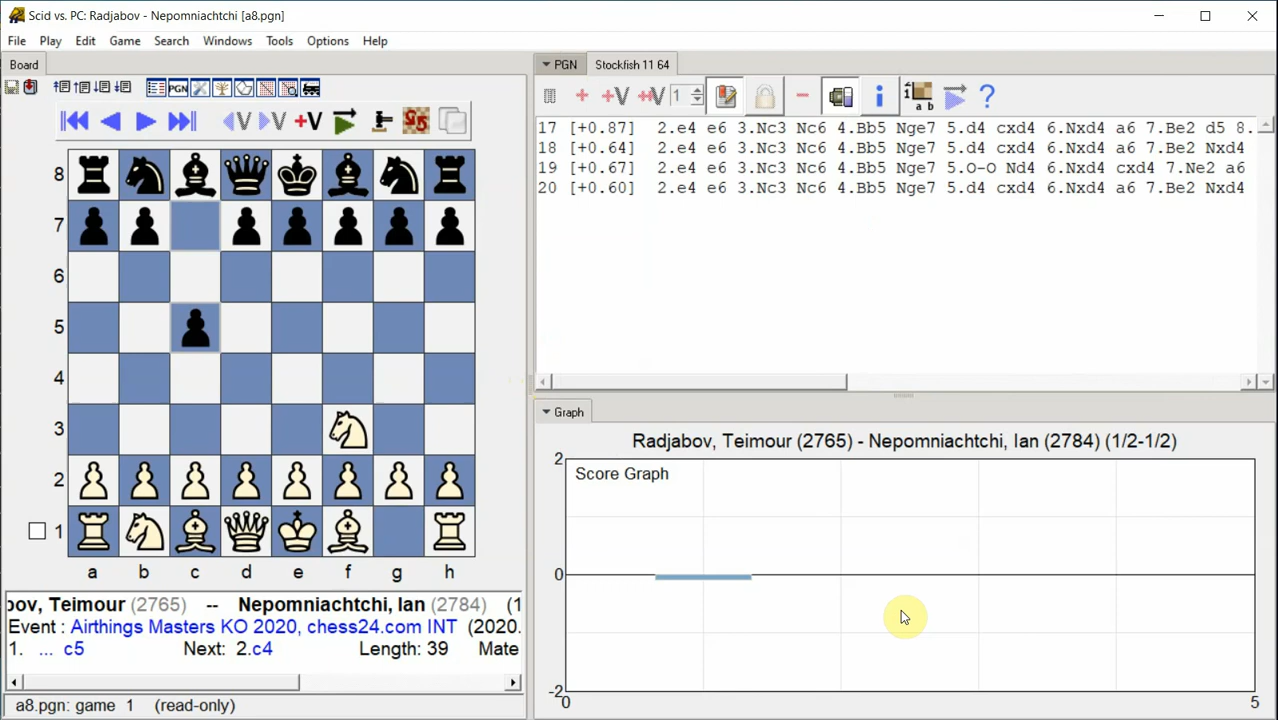 Scid vs. PC: Radjabov - Nepomniachtchi [a8.pgn]
File Play Edit Game Search Windows Tools Options Help
Board
PGN Stockfish 11 64
PGN
1
17 [+0.87] 2.e4 e6 3.Nc3 Nc6 4.Bb5 Nge7 5.d4 cxd4 6.Nxd4 a6 7.Be2 d5 8.
18 [+0.64] 2.e4 e6 3.Nc3 Nc6 4.Bb5 Nge7 5.d4 cxd4 6.Nxd4 a6 7.Be2 Nxd4
19 [+0.67] 2.e4 e6 3.Nc3 Nc6 4.Bb5 Nge7 5.O-O Nd4 6.Nxd4 cxd4 7.Ne2 a6
20 [+0.60] 2.e4 e6 3.Nc3 Nc6 4.Bb5 Nge7 5.d4 cxd4 6.Nxd4 a6 7.Be2 Nxd4
8
7
6
5
4
3
2
1
a b c d e f g h
Graph
Radjabov, Teimour (2765) - Nepomniachtchi, Ian (2784) (1/2-1/2)
2
Score Graph
0
-2
0 5
bov, Teimour (2765) -- Nepomniachtchi, Ian (2784) (1
Event : Airthings Masters KO 2020, chess24.com INT (2020.
1. ... c5 Next: 2.c4 Length: 39 Mate
a8.pgn: game 1 (read-only)